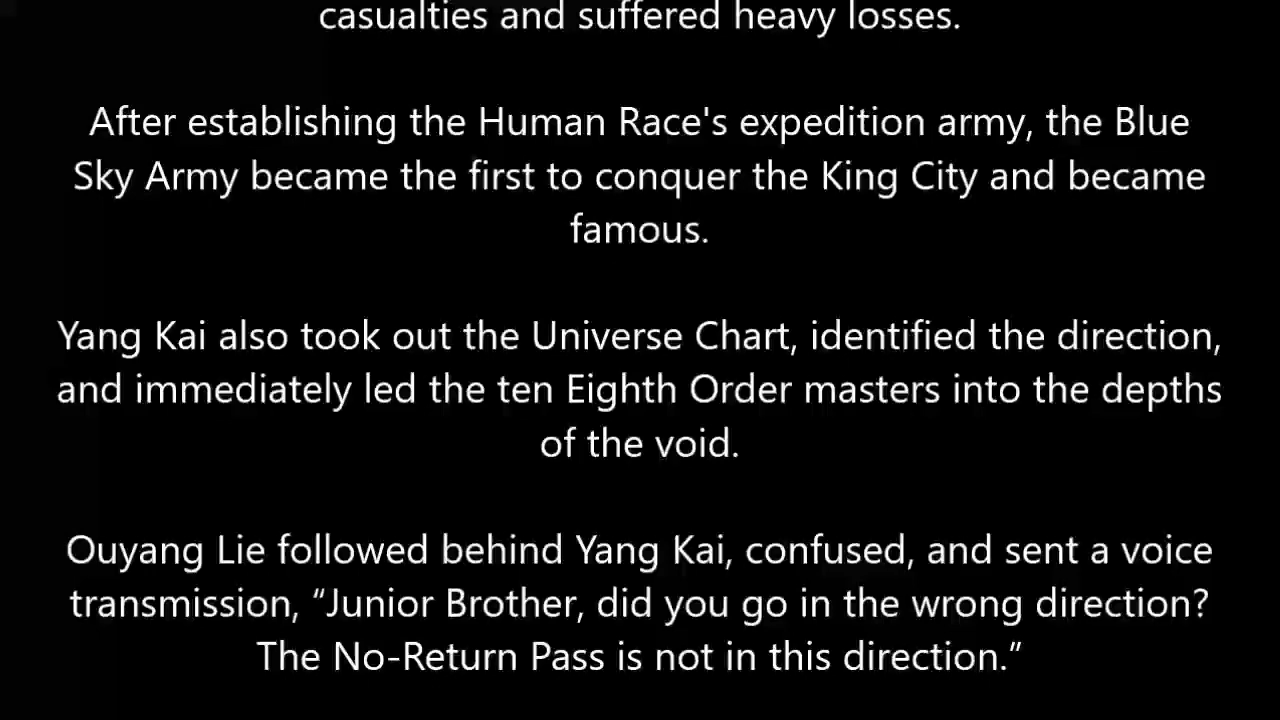 casualties and suffered heavy losses.
After establishing the Human Race's expedition army, the Blue
Sky Army became the first to conquer the King City and became
famous.
Yang Kai also took out the Universe Chart, identified the direction,
and immediately led the ten Eighth Order masters into the depths
of the void.
Ouyang Lie followed behind Yang Kai, confused, and sent a voice
transmission, “Junior Brother, did you go in the wrong direction?
The No-Return Pass is not in this direction.”